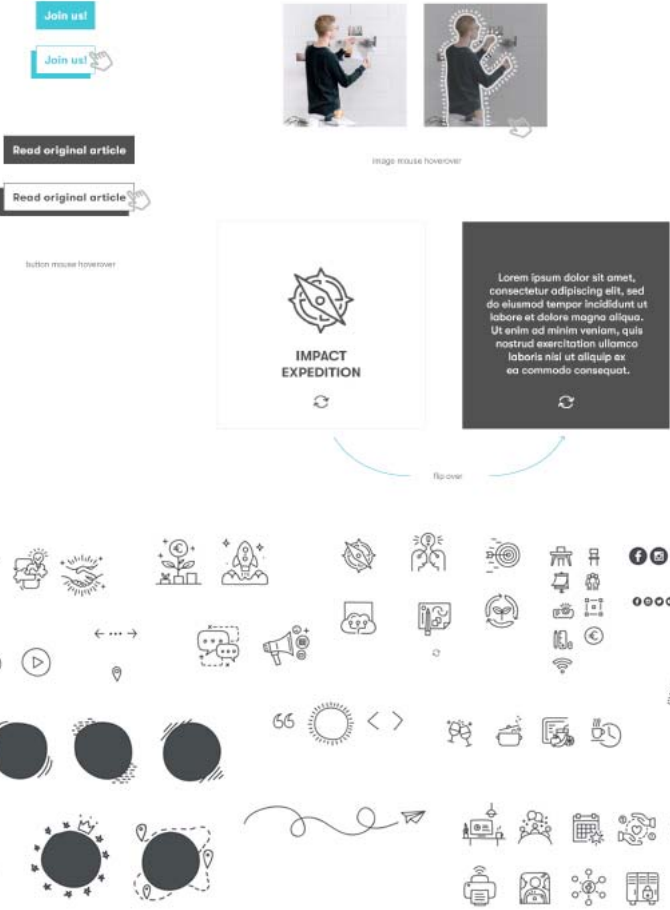 Join us!
Join us!
image mouse hoverover
Read original article
Read original article
button mouse hoverover
IMPACT
EXPEDITION
Lorem ipsum dolor sit amet,
consectetur adipiscing elit, sed
do eiusmod tempor incididunt ut
labore et dolore magna aliqua.
Ut enim ad minim veniam, quis
nostrud exercitation ullamco
laboris nisi ut aliquip ex
ea commodo consequat.
flip over